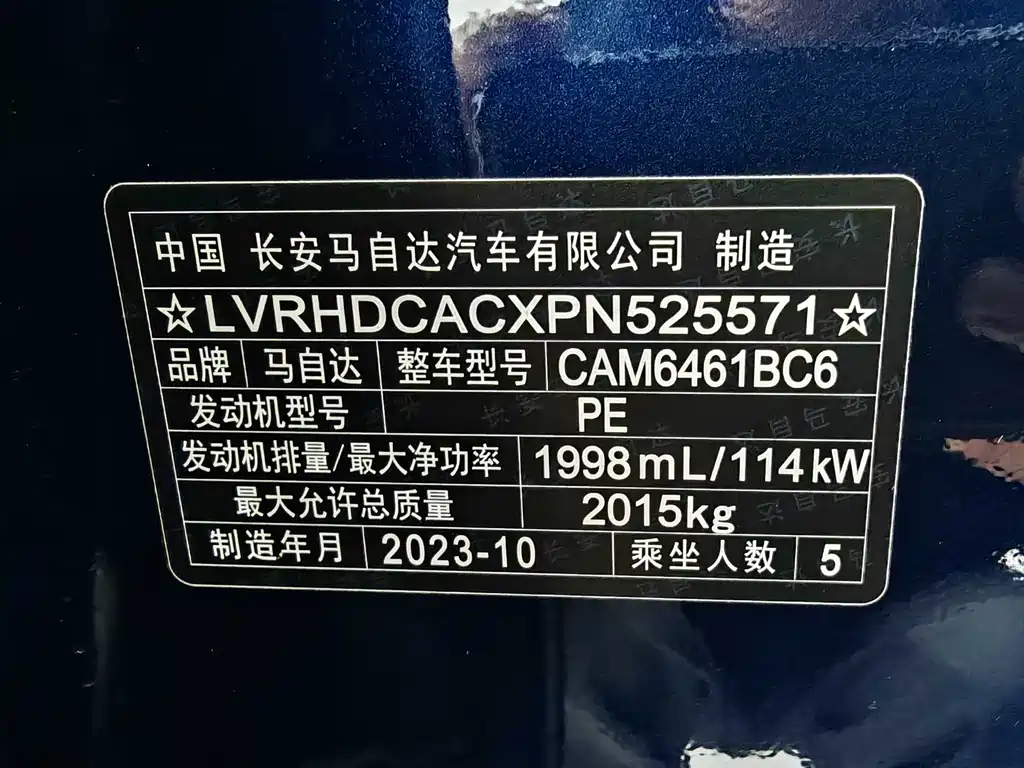 中国 长安马自达汽车有限公司 制造
☆LVRHDCACXPN525571☆
品牌 马自达 整车型号 CAM6461BC6
发动机型号 PE
发动机排量/最大净功率 1998mL/114kW
最大允许总质量 2015kg
制造年月 2023-10 乘坐人数 5